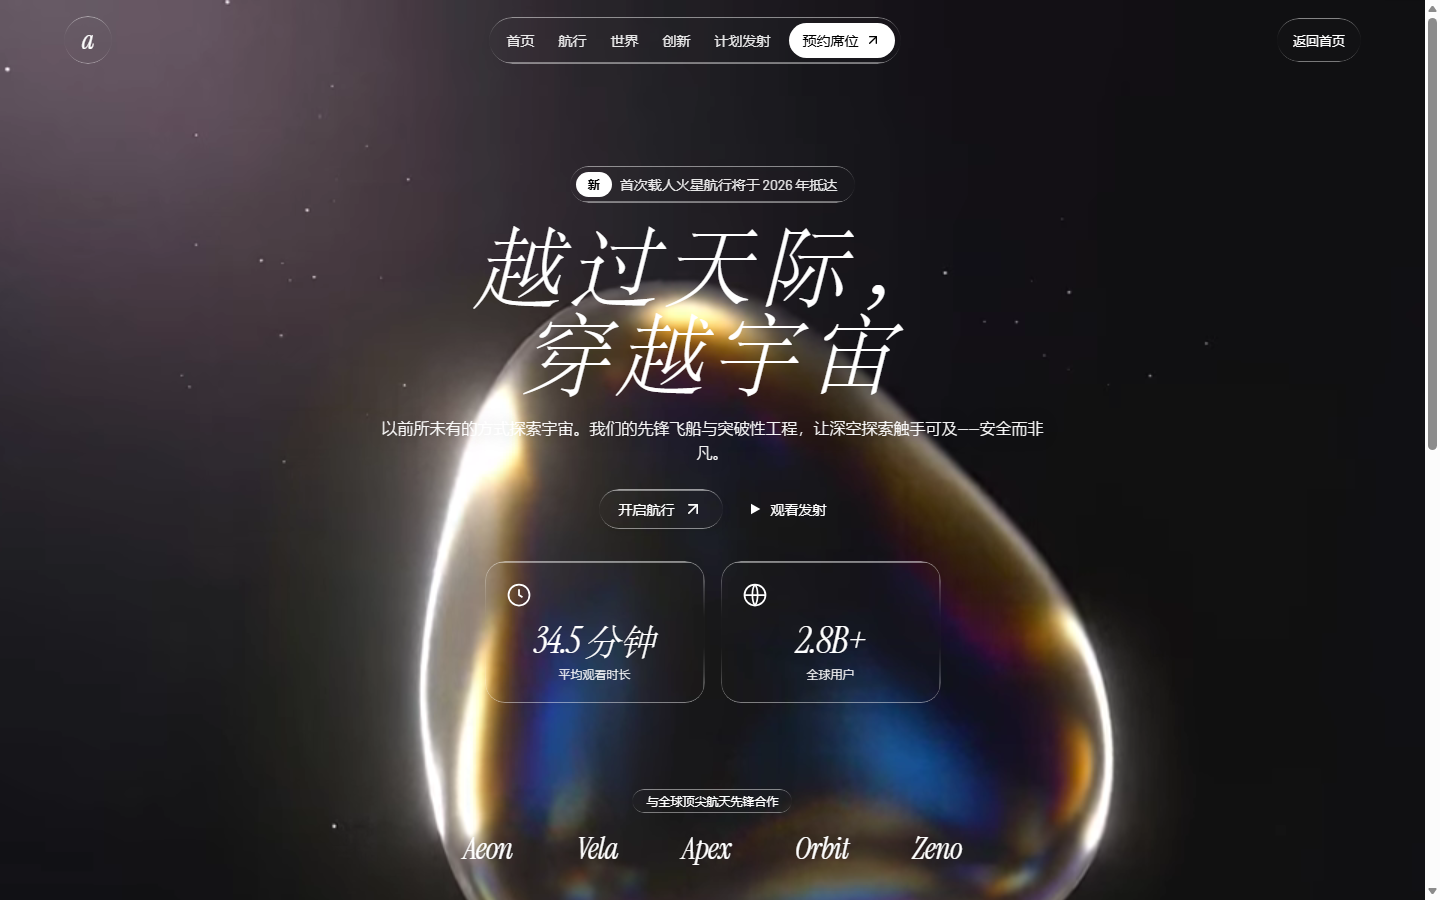 a
首页 航行 世界 创新 计划发射 预约席位
返回首页
新 首次载人火星航行将于 2026 年抵达
越过天际，
穿越宇宙
以前所未有的方式探索宇宙。我们的先锋飞船与突破性工程，让深空探索触手可及——安全而非
凡。
开启航行 观看发射
34.5 分钟
平均观看时长
2.8B+
全球用户
与全球顶尖航天先锋合作
Aeon Vela Apex Orbit Zeno